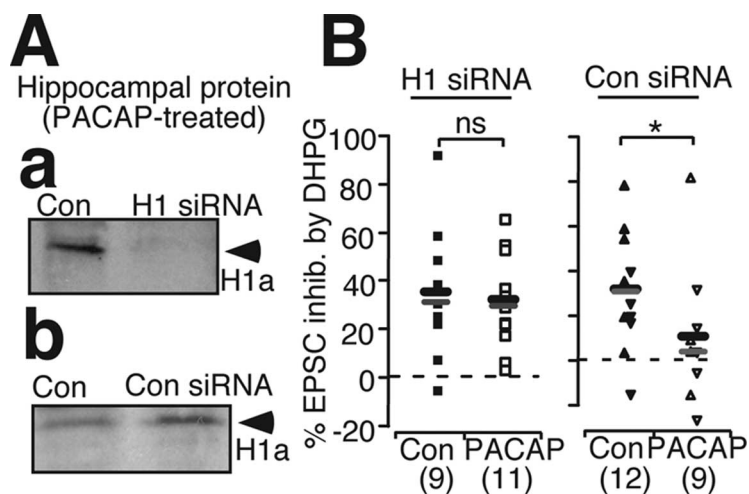 A
Hippocampal protein
(PACAP-treated)
a
Con H1 siRNA
H1a
b
Con Con siRNA
H1a
B
H1 siRNA Con siRNA
ns *
% EPSC inhib. by DHPG
100
80
60
40
20
0
-20
Con PACAP Con PACAP
(9) (11) (12) (9)